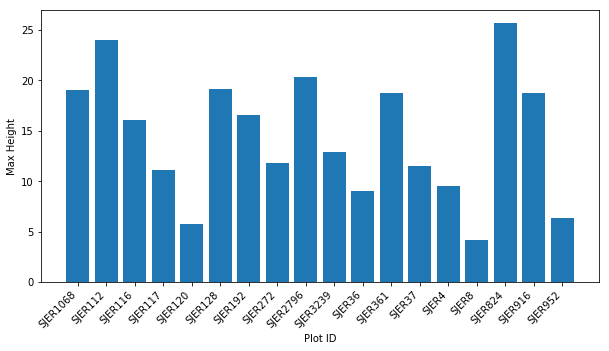 25
20
15
10
5
0
Max Height
SJER1068
SJER112
SJER116
SJER117
SJER120
SJER128
SJER192
SJER272
SJER2796
SJER3239
SJER36
SJER361
SJER37
SJER4
SJER8
SJER824
SJER916
SJER952
Plot ID